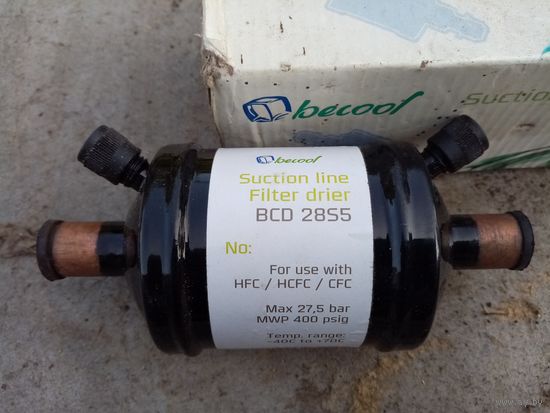 becool
Suction
becool
Suction line
Filter drier
BCD 28S5
No:
For use with
HFC / HCFC / CFC
Max 27,5 bar
MWP 400 psig
Temp. range:
-40C to +70C